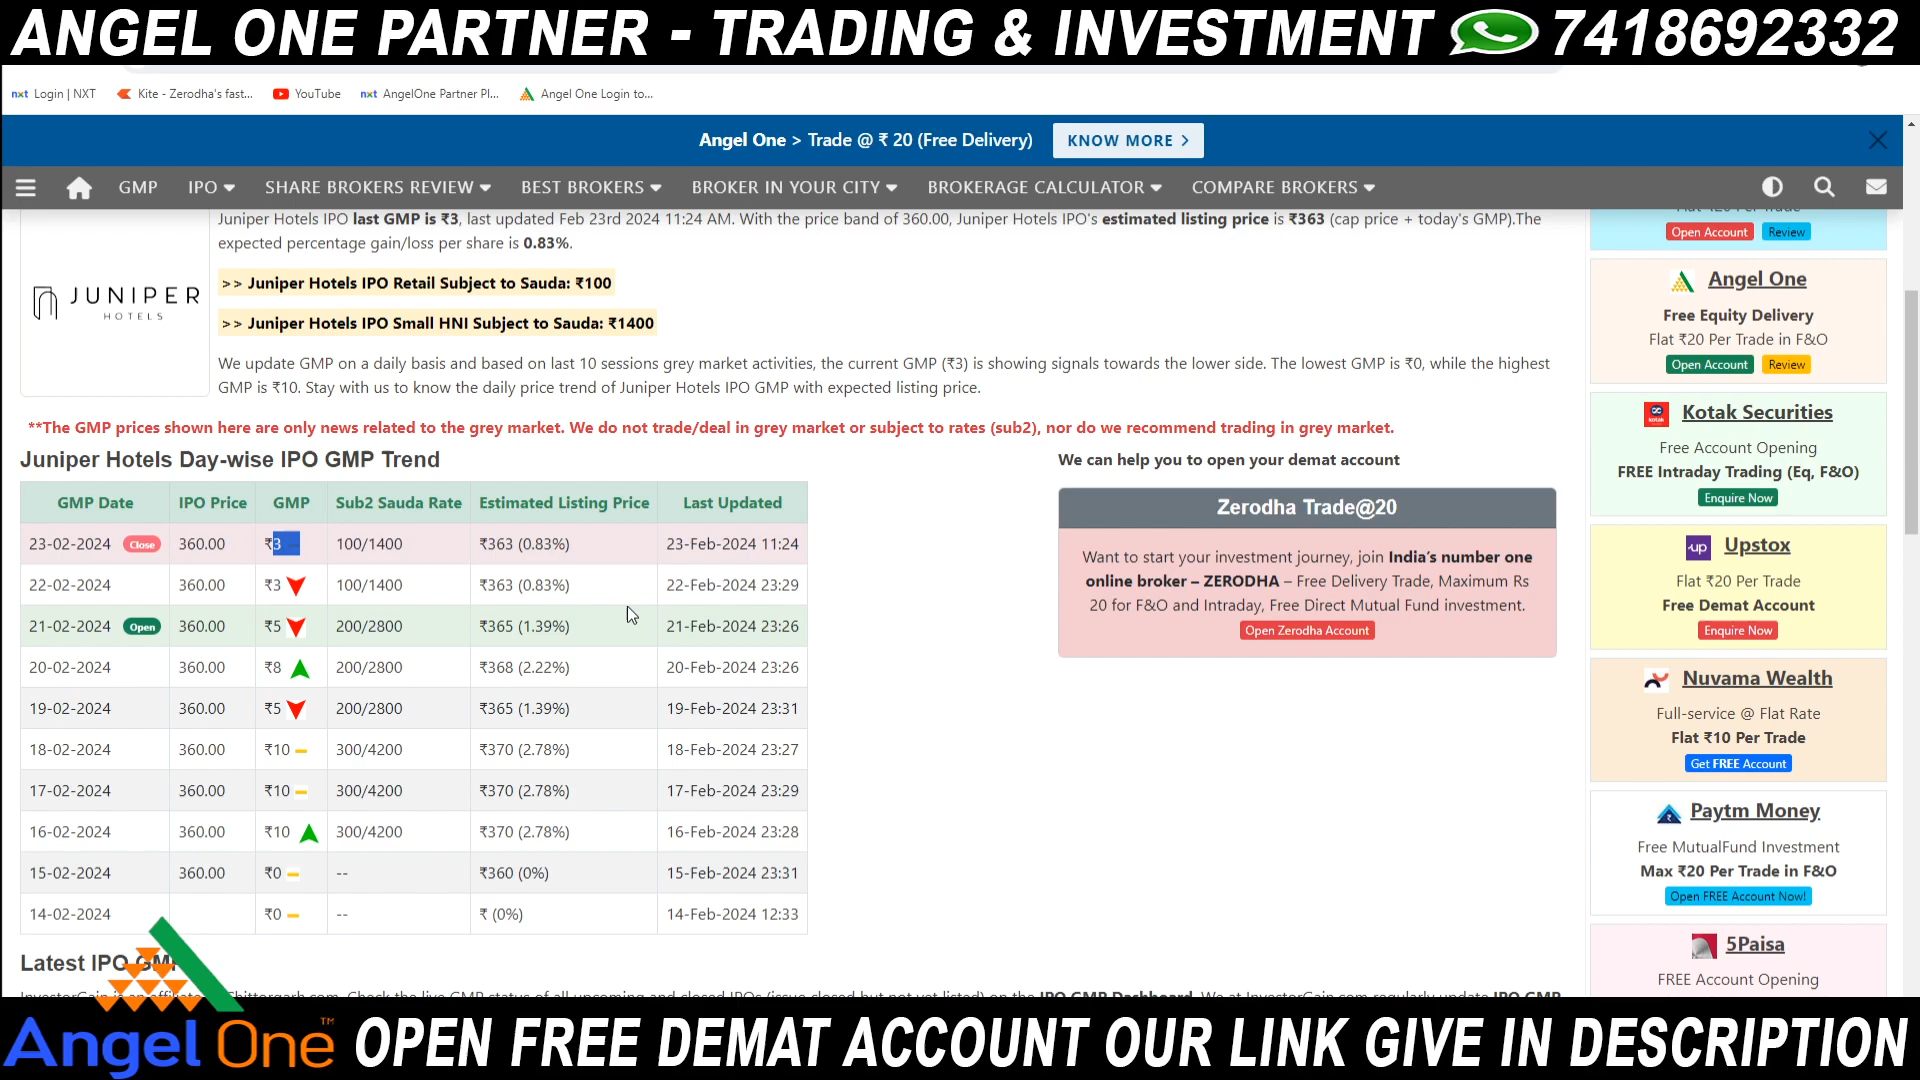 ANGEL ONE PARTNER - TRADING & INVESTMENT 7418692332
nxt Login | NXT Kite - Zerodha's fast... YouTube nxt AngelOne Partner Pl... Angel One Login to...
Angel One > Trade @ ₹ 20 (Free Delivery) KNOW MORE >
GMP IPO SHARE BROKERS REVIEW BEST BROKERS BROKER IN YOUR CITY BROKERAGE CALCULATOR COMPARE BROKERS
Juniper Hotels IPO last GMP is ₹3, last updated Feb 23rd 2024 11:24 AM. With the price band of 360.00, Juniper Hotels IPO's estimated listing price is ₹363 (cap price + today's GMP).The
expected percentage gain/loss per share is 0.83%.
JUNIPER
HOTELS
>> Juniper Hotels IPO Retail Subject to Sauda: ₹100
>> Juniper Hotels IPO Small HNI Subject to Sauda: ₹1400
We update GMP on a daily basis and based on last 10 sessions grey market activities, the current GMP (₹3) is showing signals towards the lower side. The lowest GMP is ₹0, while the highest
GMP is ₹10. Stay with us to know the daily price trend of Juniper Hotels IPO GMP with expected listing price.
**The GMP prices shown here are only news related to the grey market. We do not trade/deal in grey market or subject to rates (sub2), nor do we recommend trading in grey market.
Juniper Hotels Day-wise IPO GMP Trend
GMP Date IPO Price GMP Sub2 Sauda Rate Estimated Listing Price Last Updated
23-02-2024 Close 360.00 ₹3 100/1400 ₹363 (0.83%) 23-Feb-2024 11:24
22-02-2024 360.00 ₹3 100/1400 ₹363 (0.83%) 22-Feb-2024 23:29
21-02-2024 Open 360.00 ₹5 200/2800 ₹365 (1.39%) 21-Feb-2024 23:26
20-02-2024 360.00 ₹8 200/2800 ₹368 (2.22%) 20-Feb-2024 23:26
19-02-2024 360.00 ₹5 200/2800 ₹365 (1.39%) 19-Feb-2024 23:31
18-02-2024 360.00 ₹10 300/4200 ₹370 (2.78%) 18-Feb-2024 23:27
17-02-2024 360.00 ₹10 300/4200 ₹370 (2.78%) 17-Feb-2024 23:29
16-02-2024 360.00 ₹10 300/4200 ₹370 (2.78%) 16-Feb-2024 23:28
15-02-2024 360.00 ₹0 -- ₹360 (0%) 15-Feb-2024 23:31
14-02-2024 ₹0 -- ₹ (0%) 14-Feb-2024 12:33
Latest IPO GMP
We can help you to open your demat account
Zerodha Trade@20
Want to start your investment journey, join India's number one
online broker – ZERODHA – Free Delivery Trade, Maximum Rs
20 for F&O and Intraday, Free Direct Mutual Fund investment.
Open Zerodha Account
Open Account Review
Angel One
Free Equity Delivery
Flat ₹20 Per Trade in F&O
Open Account Review
Kotak Securities
Free Account Opening
FREE Intraday Trading (Eq, F&O)
Enquire Now
up Upstox
Flat ₹20 Per Trade
Free Demat Account
Enquire Now
Nuvama Wealth
Full-service @ Flat Rate
Flat ₹10 Per Trade
Get FREE Account
Paytm Money
Free MutualFund Investment
Max ₹20 Per Trade in F&O
Open FREE Account Now!
5Paisa
FREE Account Opening
Angel One™ OPEN FREE DEMAT ACCOUNT OUR LINK GIVE IN DESCRIPTION